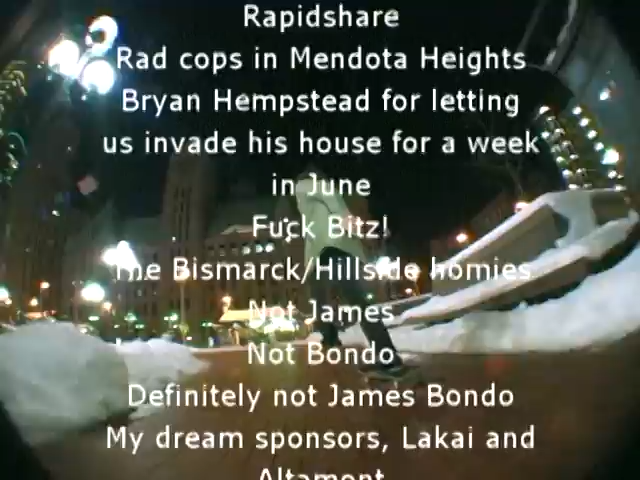 Rapidshare
Rad cops in Mendota Heights
Bryan Hempstead for letting
us invade his house for a week
in June
Fuck Bitz!
The Bismarck/Hillside homies
Not James
Not Bondo
Definitely not James Bondo
My dream sponsors, Lakai and
Altamont